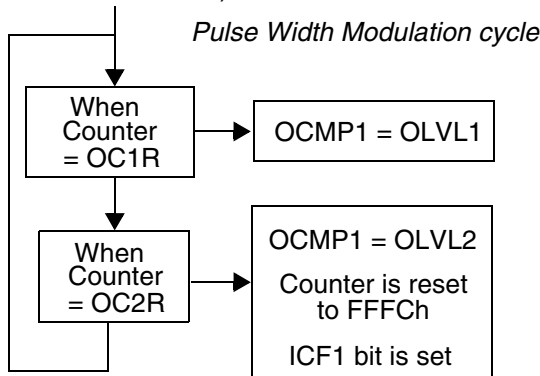 Pulse Width Modulation cycle
When
Counter
= OC1R
OCMP1 = OLVL1
When
Counter
= OC2R
OCMP1 = OLVL2
Counter is reset
to FFFCh
ICF1 bit is set